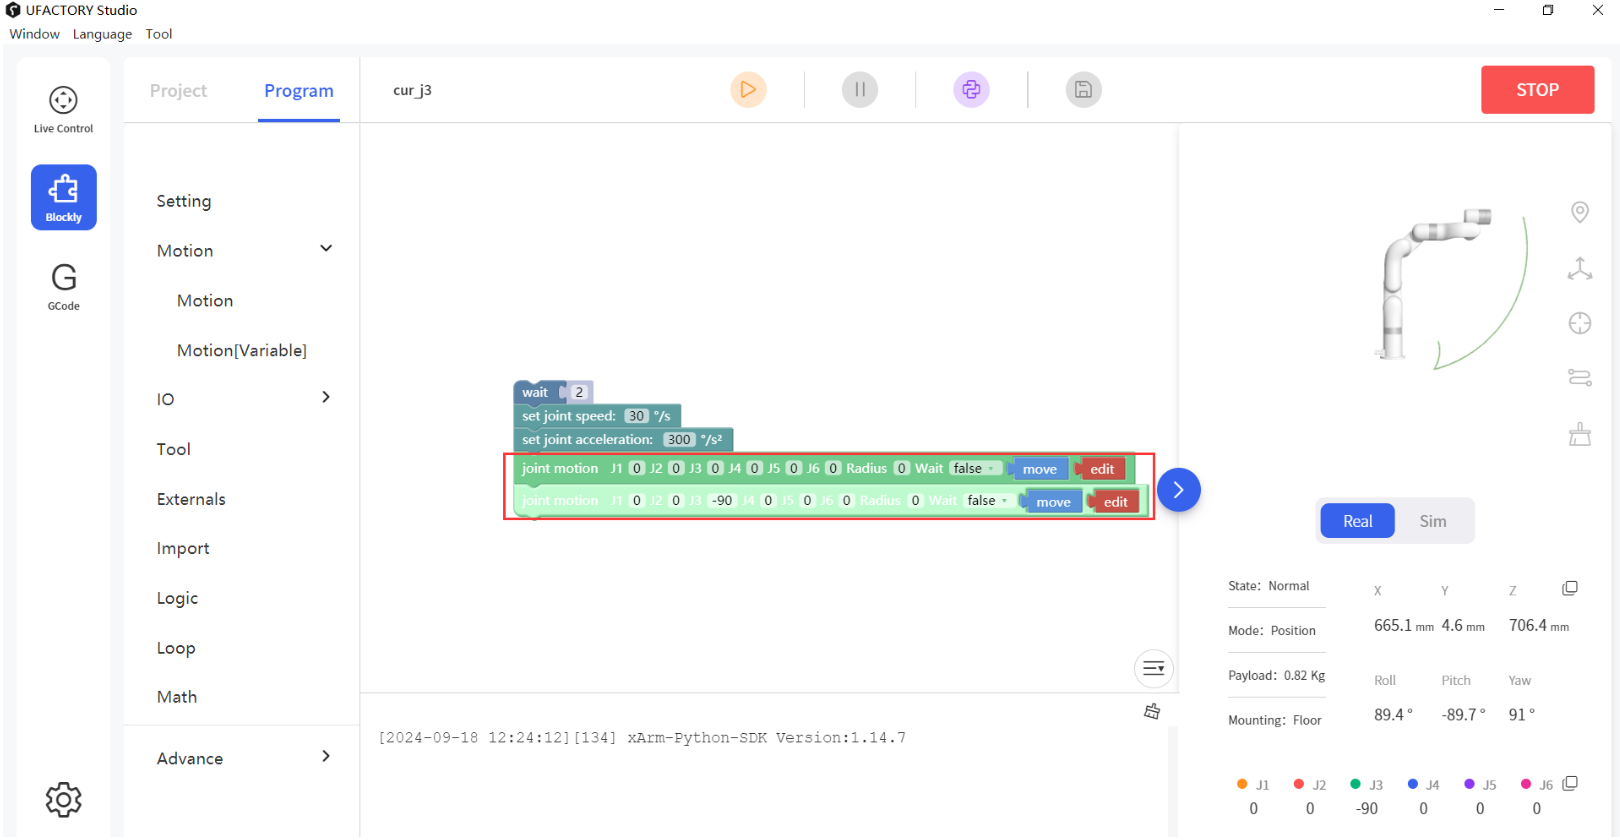 UFACTORY Studio
Window Language Tool
Live Control
Blockly
G
GCode
Project Program
cur_j3
STOP
Setting
Motion
Motion
Motion[Variable]
IO
Tool
Externals
Import
Logic
Loop
Math
Advance
wait 2
set joint speed: 30 °/s
set joint acceleration: 300 °/s²
joint motion J1 0 J2 0 J3 0 J4 0 J5 0 J6 0 Radius 0 Wait false move edit
joint motion J1 0 J2 0 J3 -90 J4 0 J5 0 J6 0 Radius 0 Wait false move edit
[2024-09-18 12:24:12][134] xArm-Python-SDK Version:1.14.7
Real Sim
State: Normal
Mode: Position
Payload: 0.82 Kg
Mounting: Floor
X Y Z
665.1 mm 4.6 mm 706.4 mm
Roll Pitch Yaw
89.4 ° -89.7 ° 91 °
J1 J2 J3 J4 J5 J6
0 0 -90 0 0 0